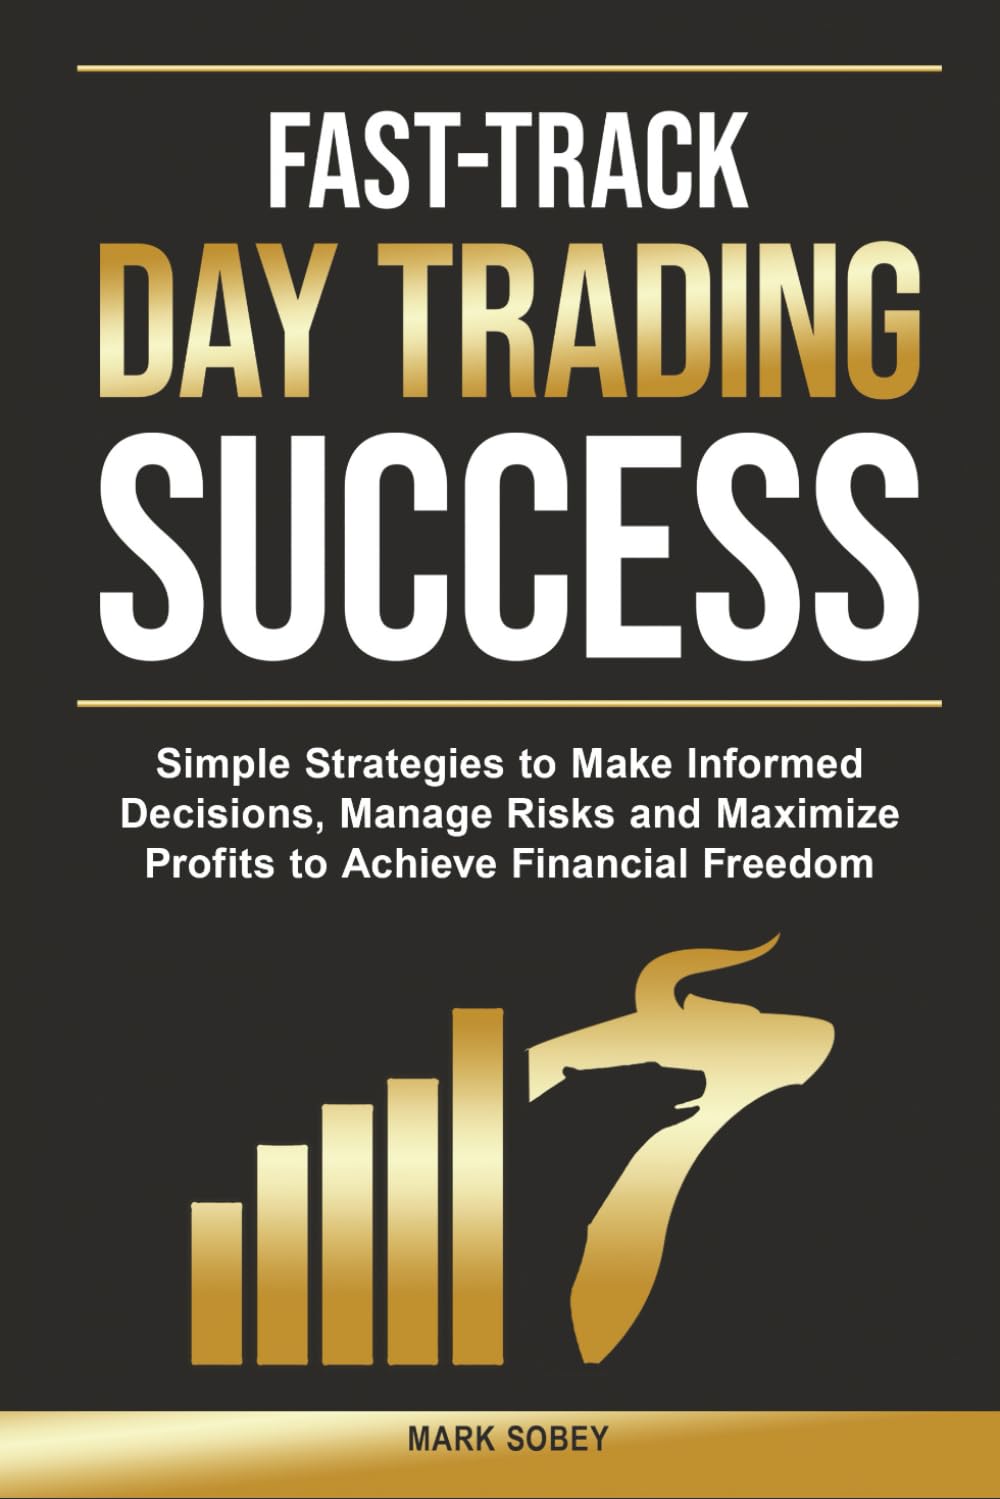 FAST-TRACK
DAY TRADING
SUCCESS
Simple Strategies to Make Informed
Decisions, Manage Risks and Maximize
Profits to Achieve Financial Freedom
MARK SOBEY